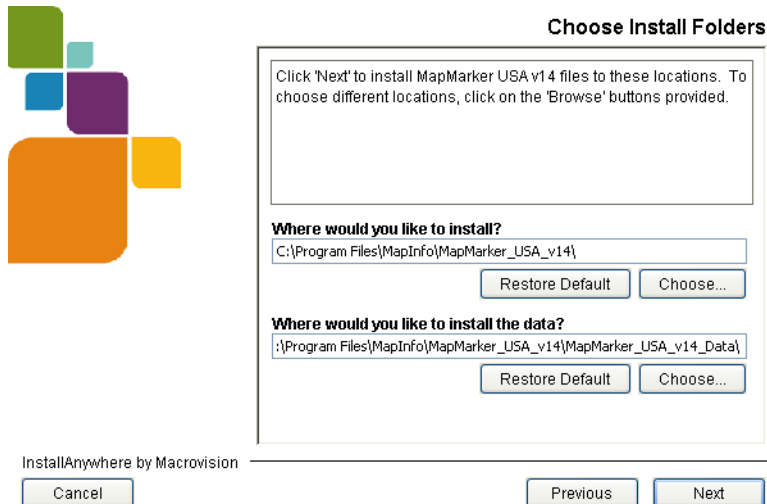 Choose Install Folders
Click 'Next' to install MapMarker USA v14 files to these locations. To
choose different locations, click on the 'Browse' buttons provided.
Where would you like to install?
C:\Program Files\MapInfo\MapMarker_USA_v14\
Restore Default
Choose...
Where would you like to install the data?
:\Program Files\MapInfo\MapMarker_USA_v14\MapMarker_USA_v14_Data\
Restore Default
Choose...
InstallAnywhere by Macrovision
Cancel
Previous
Next